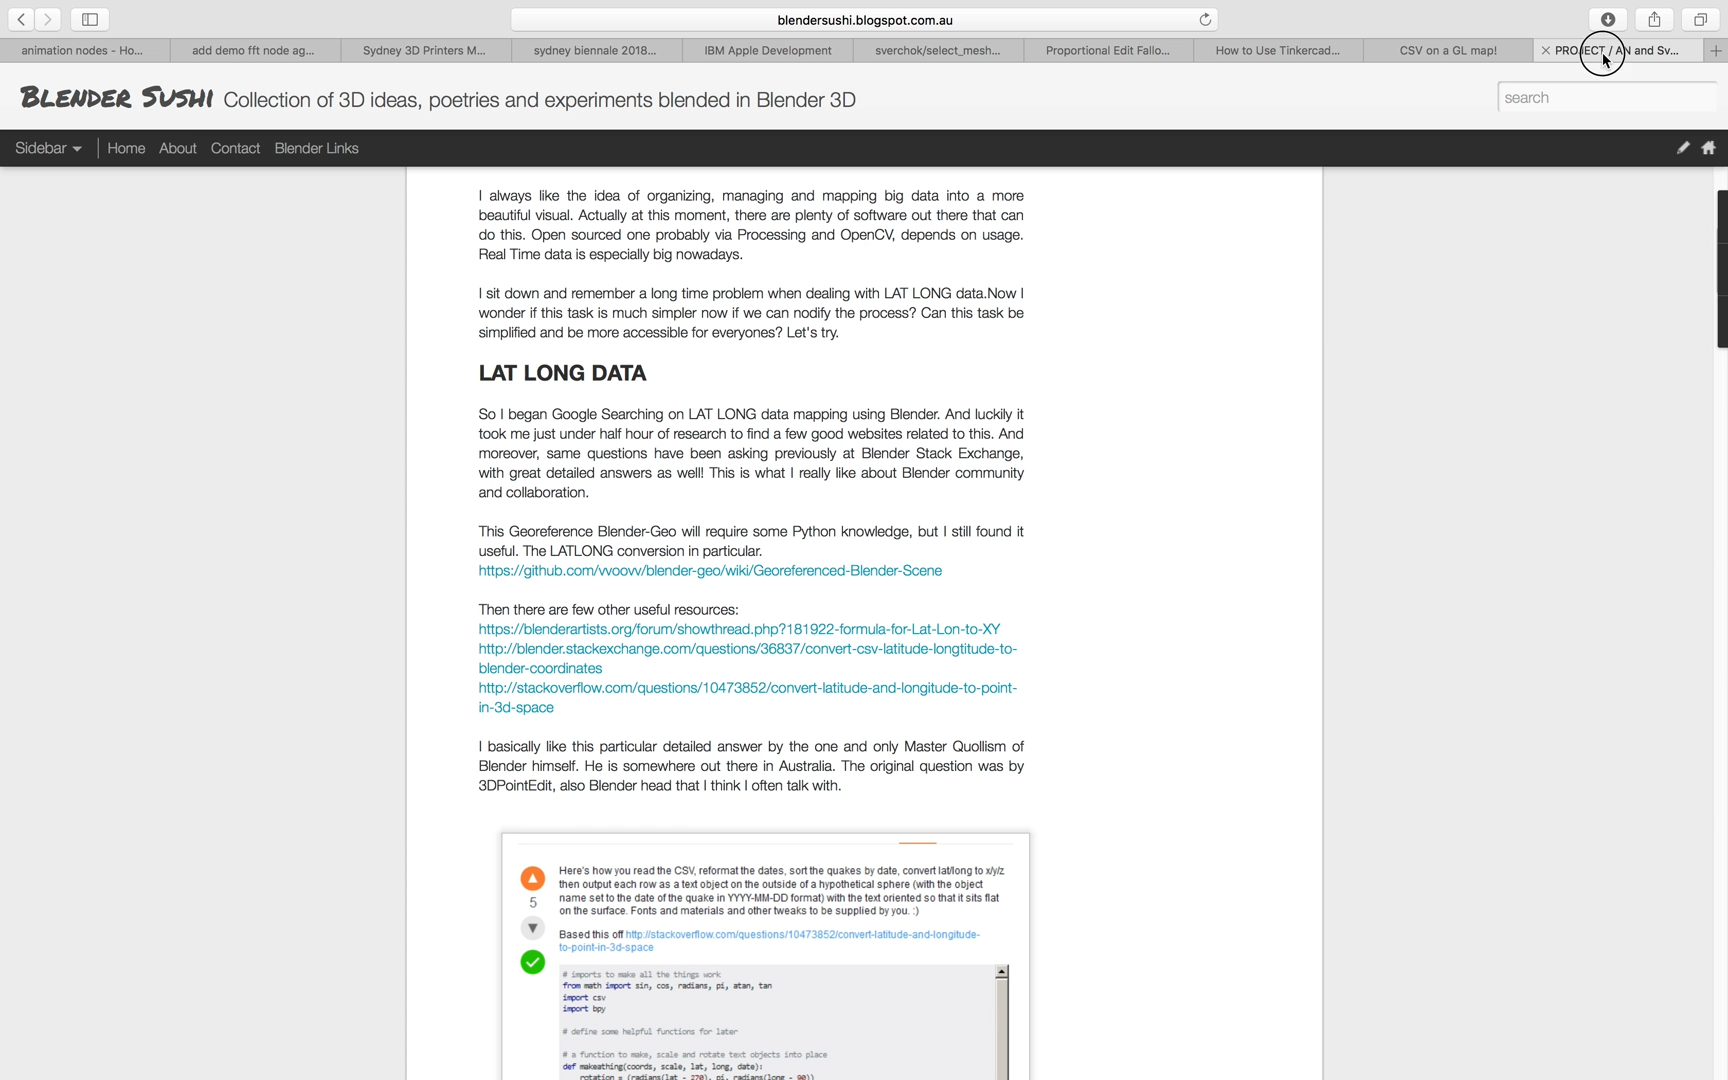 blendersushi.blogspot.com.au
animation nodes - Ho...
add demo fft node ag...
Sydney 3D Printers M...
sydney biennale 2018...
IBM Apple Development
sverchok/select_mesh...
Proportional Edit Fallo...
How to Use Tinkercad...
CSV on a GL map!
PROJECT / AN and Sv...
BLENDER SUSHI Collection of 3D ideas, poetries and experiments blended in Blender 3D
search
Sidebar Home About Contact Blender Links
I always like the idea of organizing, managing and mapping big data into a more
beautiful visual. Actually at this moment, there are plenty of software out there that can
do this. Open sourced one probably via Processing and OpenCV, depends on usage.
Real Time data is especially big nowadays.
I sit down and remember a long time problem when dealing with LAT LONG data.Now I
wonder if this task is much simpler now if we can nodify the process? Can this task be
simplified and be more accessible for everyones? Let's try.
LAT LONG DATA
So I began Google Searching on LAT LONG data mapping using Blender. And luckily it
took me just under half hour of research to find a few good websites related to this. And
moreover, same questions have been asking previously at Blender Stack Exchange,
with great detailed answers as well! This is what I really like about Blender community
and collaboration.
This Georeference Blender-Geo will require some Python knowledge, but I still found it
useful. The LATLONG conversion in particular.
https://github.com/vvoovv/blender-geo/wiki/Georeferenced-Blender-Scene
Then there are few other useful resources:
https://blenderartists.org/forum/showthread.php?181922-formula-for-Lat-Lon-to-XY
http://blender.stackexchange.com/questions/36837/convert-csv-latitude-longtitude-to-
blender-coordinates
http://stackoverflow.com/questions/10473852/convert-latitude-and-longitude-to-point-
in-3d-space
I basically like this particular detailed answer by the one and only Master Quollism of
Blender himself. He is somewhere out there in Australia. The original question was by
3DPointEdit, also Blender head that I think I often talk with.
Here's how you read the CSV, reformat the dates, sort the quakes by date, convert lat/long to x/y/z
then output each row as a text object on the outside of a hypothetical sphere (with the object
name set to the date of the quake in YYYY-MM-DD format) with the text oriented so that it sits flat
on the surface. Fonts and materials and other tweaks to be supplied by you. :)
5
Based this off http://stackoverflow.com/questions/10473852/convert-latitude-and-longitude-
to-point-in-3d-space
# imports to make all the things work
from math import sin, cos, radians, pi, atan, tan
import csv
import bpy
# define some helpful functions for later
# a function to make, scale and rotate text objects into place
def makeathing(coords, scale, lat, long, date):
rotation = (radians(lat - 270), pi, radians(long - 90))